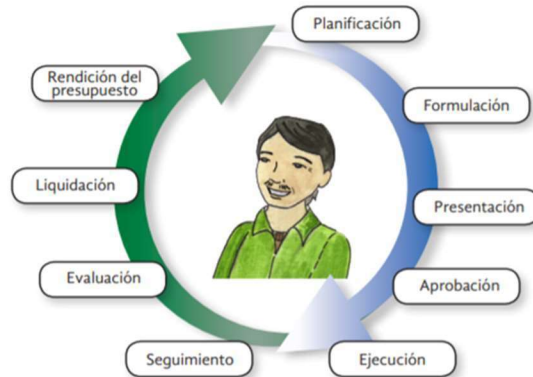 Planificación
Formulación
Presentación
Aprobación
Ejecución
Seguimiento
Evaluación
Liquidación
Rendición del
presupuesto